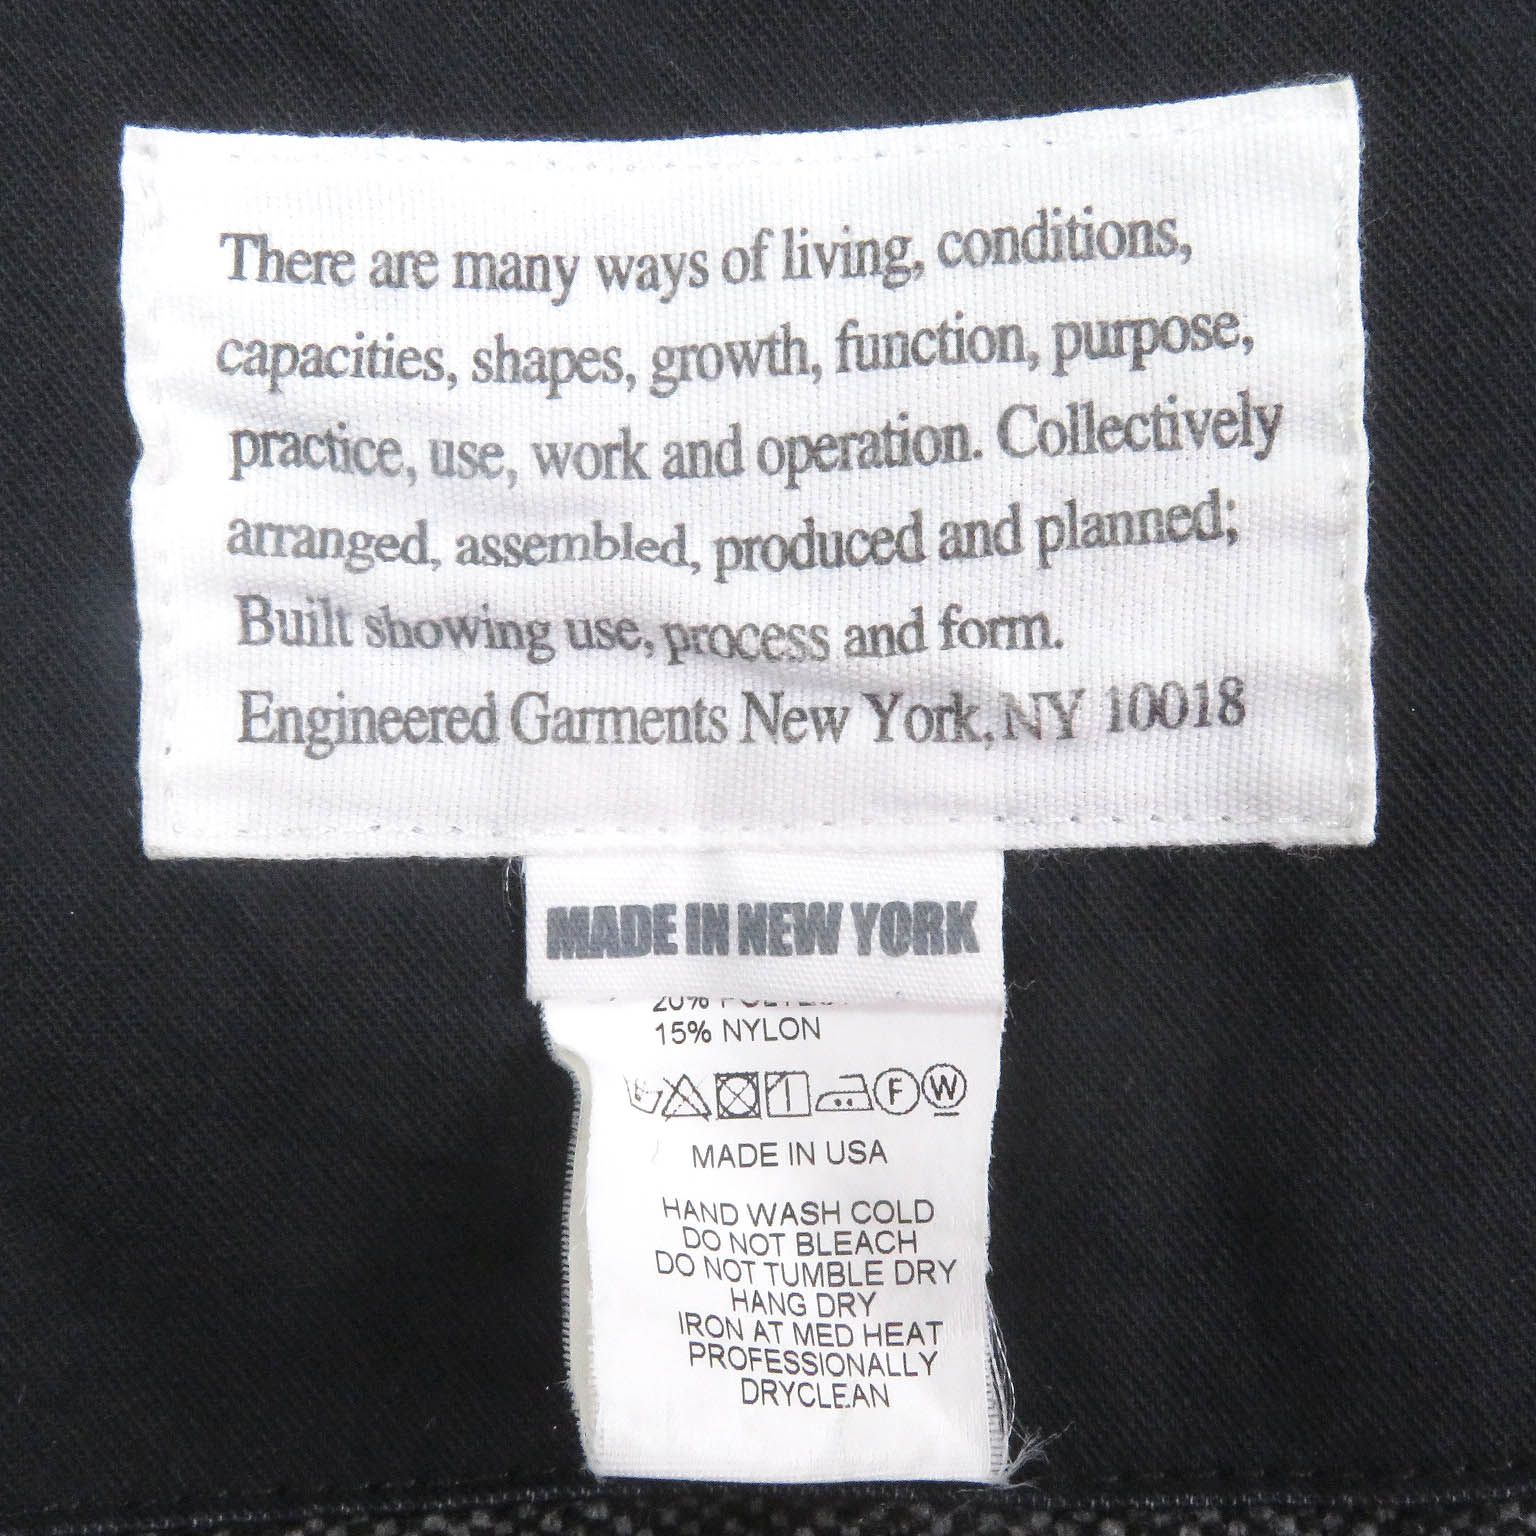 There are many ways of living, conditions,
capacities, shapes, growth, function, purpose,
practice, use, work and operation. Collectively
arranged, assembled, produced and planned;
Built showing use, process and form.
Engineered Garments New York, NY 10018
MADE IN NEW YORK
20%
15% NYLON
F W
MADE IN USA
HAND WASH COLD
DO NOT BLEACH
DO NOT TUMBLE DRY
HANG DRY
IRON AT MED HEAT
PROFESSIONALLY
DRYCLEAN